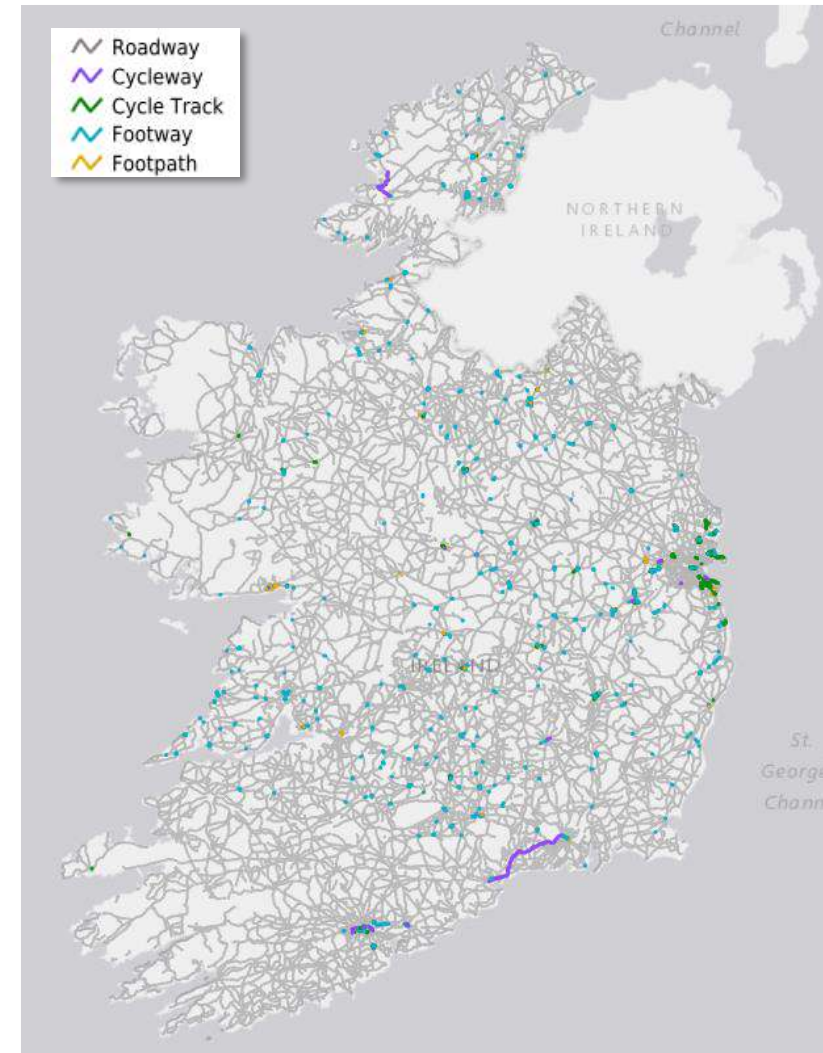 Channel
Roadway
Cycleway
Cycle Track
Footway
Footpath
NORTHERN
IRELAND
IRELAND
St.
George
Chann